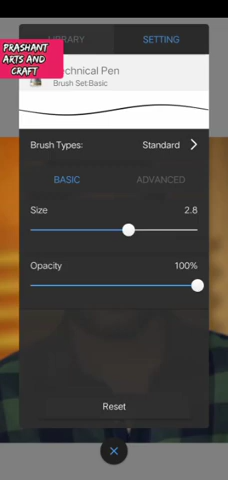 LIBRARY
SETTING
PRASHANT
ARTS AND
CRAFT
Technical Pen
Brush Set:Basic
Brush Types: Standard
BASIC
ADVANCED
Size 2.8
Opacity 100%
Reset